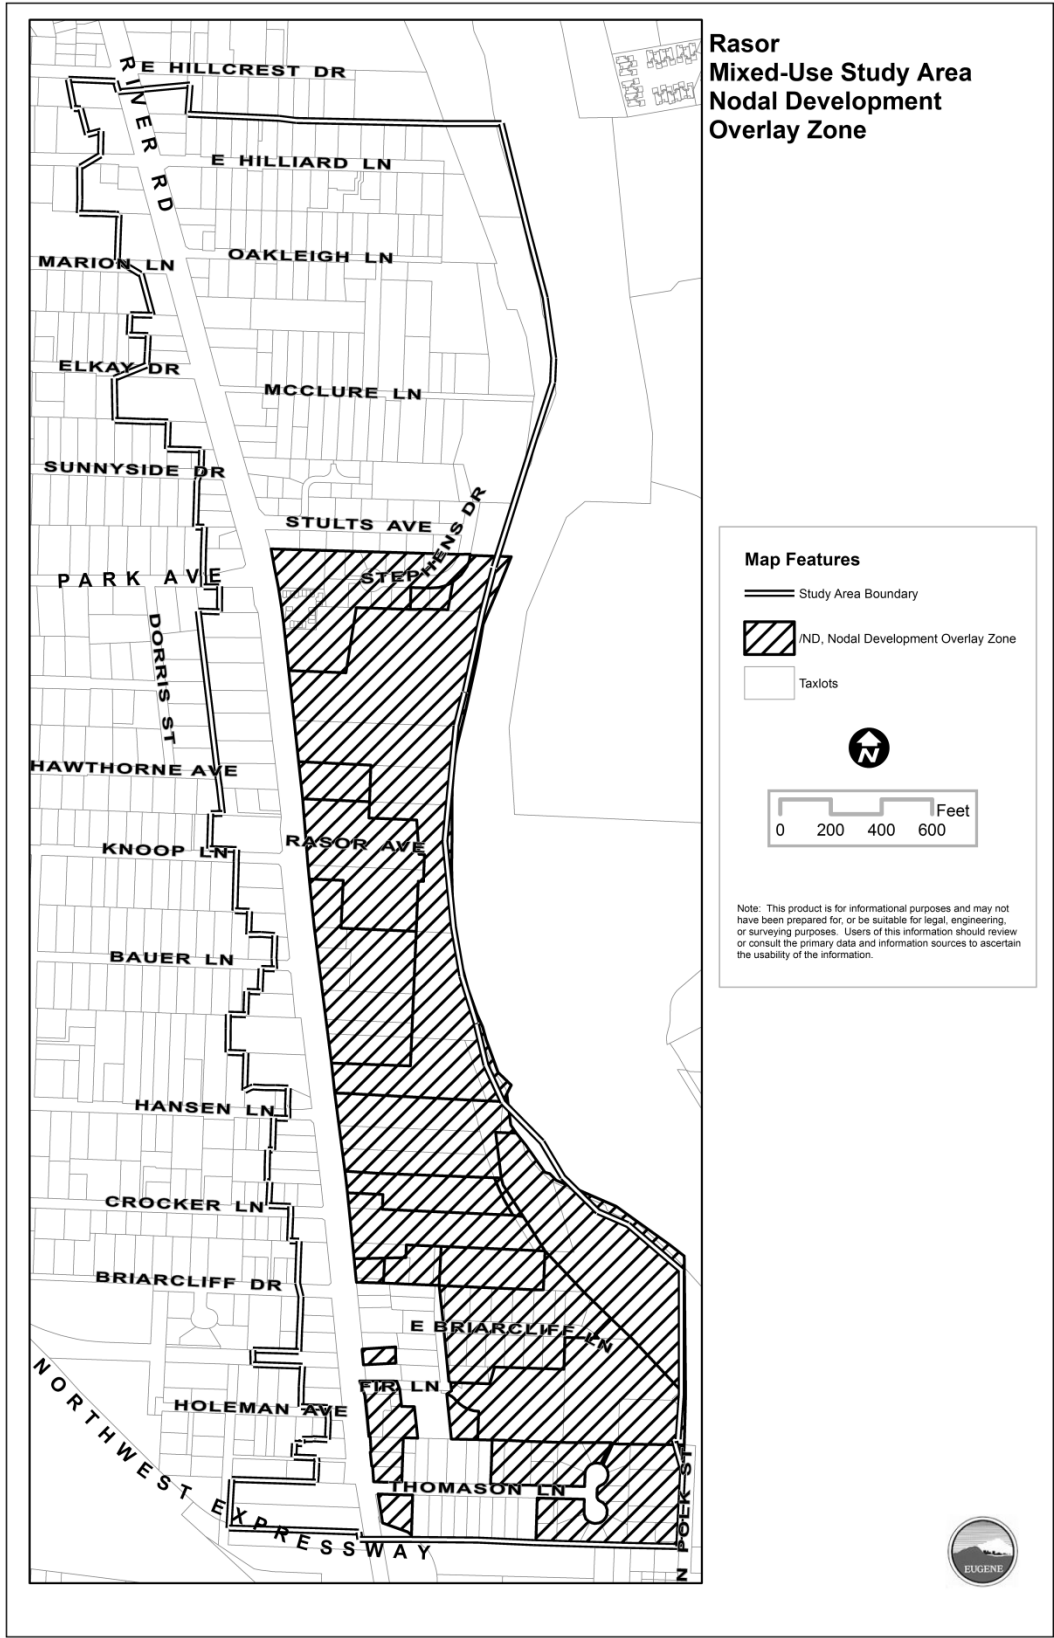 Rasor
Mixed-Use Study Area
Nodal Development
Overlay Zone
E HILLCREST DR
RIVER RD
E HILLIARD LN
OAKLEIGH LN
MARION LN
ELKAY DR
MCCLURE LN
SUNNYSIDE DR
STULTS AVE
STEPHENS DR
PARK AVE
DORRIS ST
HAWTHORNE AVE
RASOR AVE
KNOOP LN
BAUER LN
HANSEN LN
CROCKER LN
BRIARCLIFF DR
E BRIARCLIFF LN
FIR LN
HOLEMAN AVE
THOMASON LN
NORTHWEST EXPRESSWAY
N POLK ST
Map Features
Study Area Boundary
/ND, Nodal Development Overlay Zone
Taxlots
N
Feet
0 200 400 600
Note: This product is for informational purposes and may not
have been prepared for, or be suitable for legal, engineering,
or surveying purposes. Users of this information should review
or consult the primary data and information sources to ascertain
the usability of the information.
EUGENE